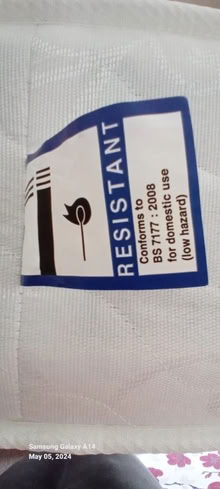 RESISTANT
Conforms to
BS 7177 : 2008
for domestic use
(low hazard)
Samsung Galaxy A14
May 05, 2024